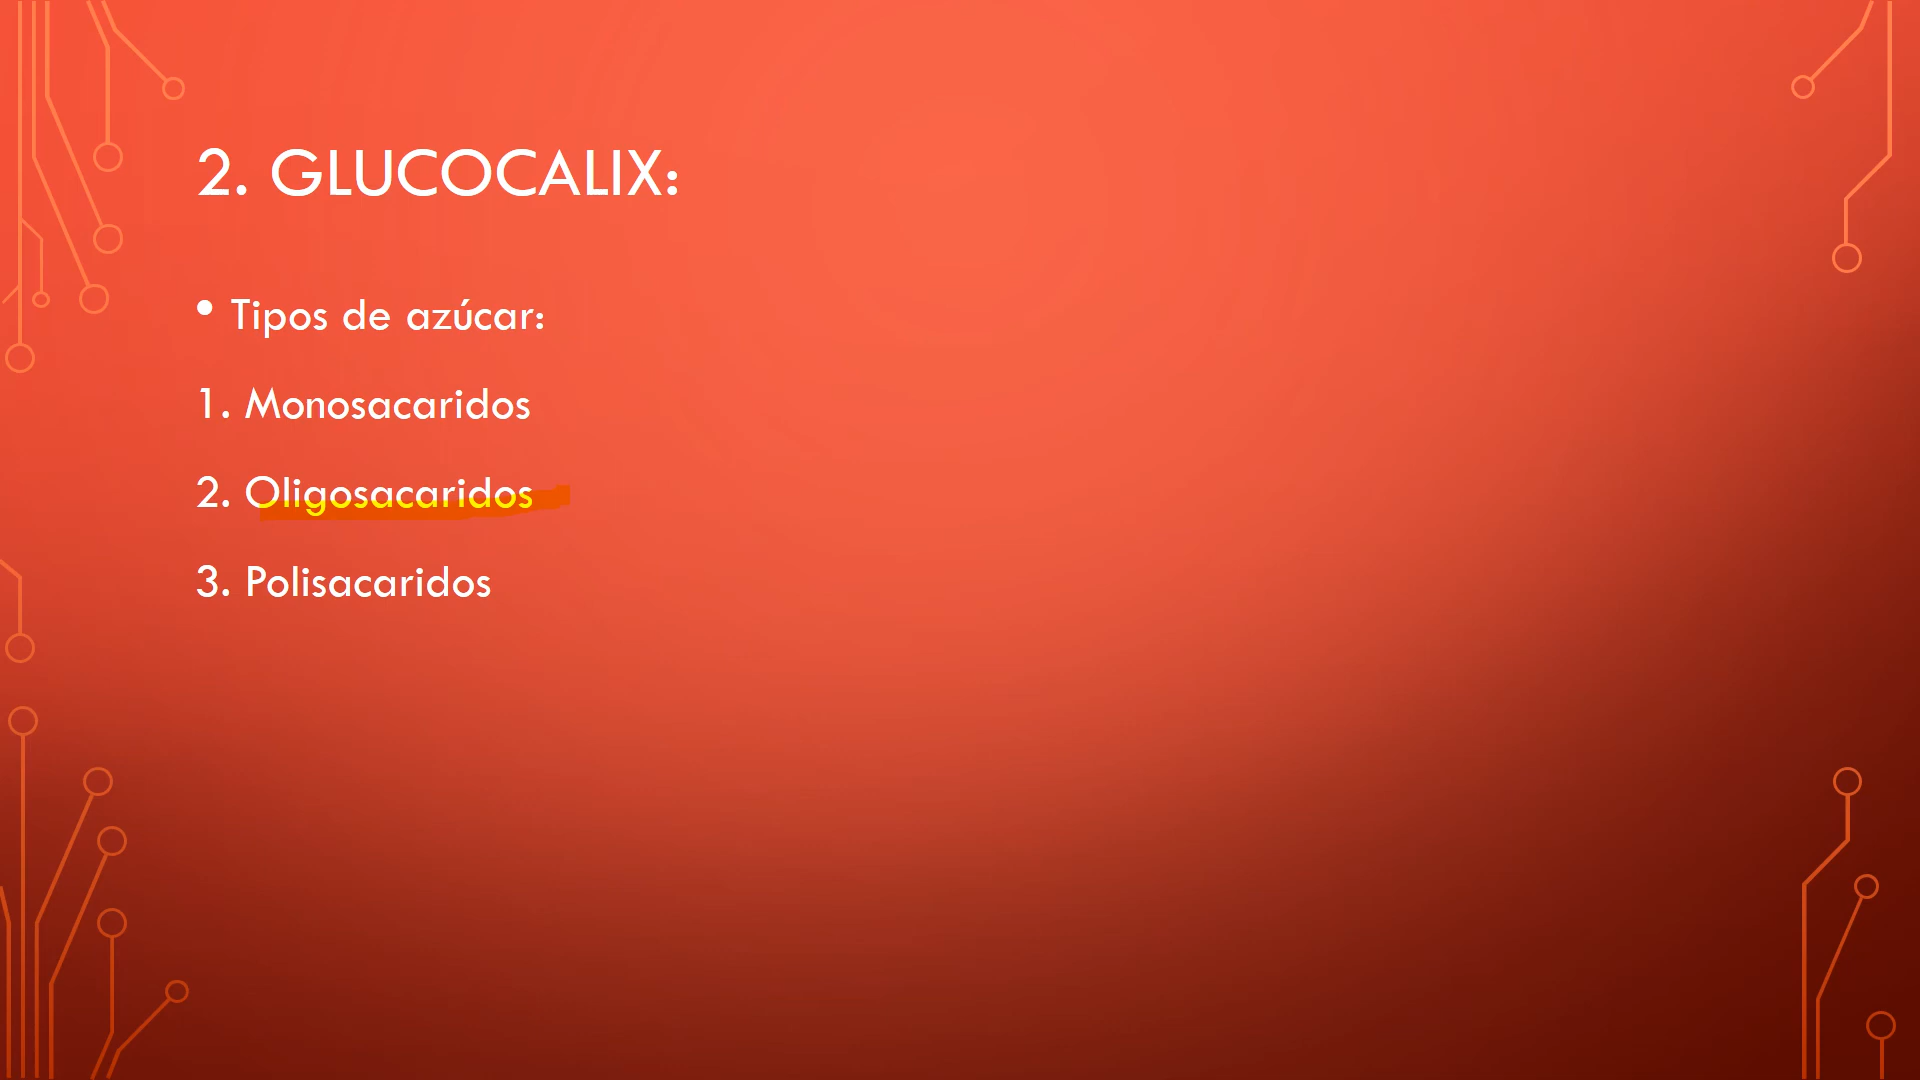 2. GLUCOCALIX:
• Tipos de azúcar:
1. Monosacaridos
2. Oligosacaridos
3. Polisacaridos